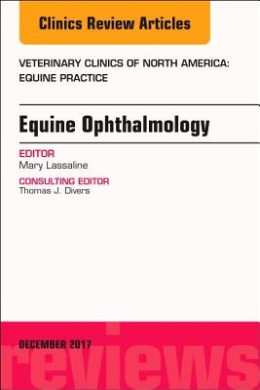 Clinics Review Articles
VETERINARY CLINICS OF NORTH AMERICA:
EQUINE PRACTICE
Equine Ophthalmology
EDITOR
Mary Lassaline
CONSULTING EDITOR
Thomas J. Divers
DECEMBER 2017
reviews